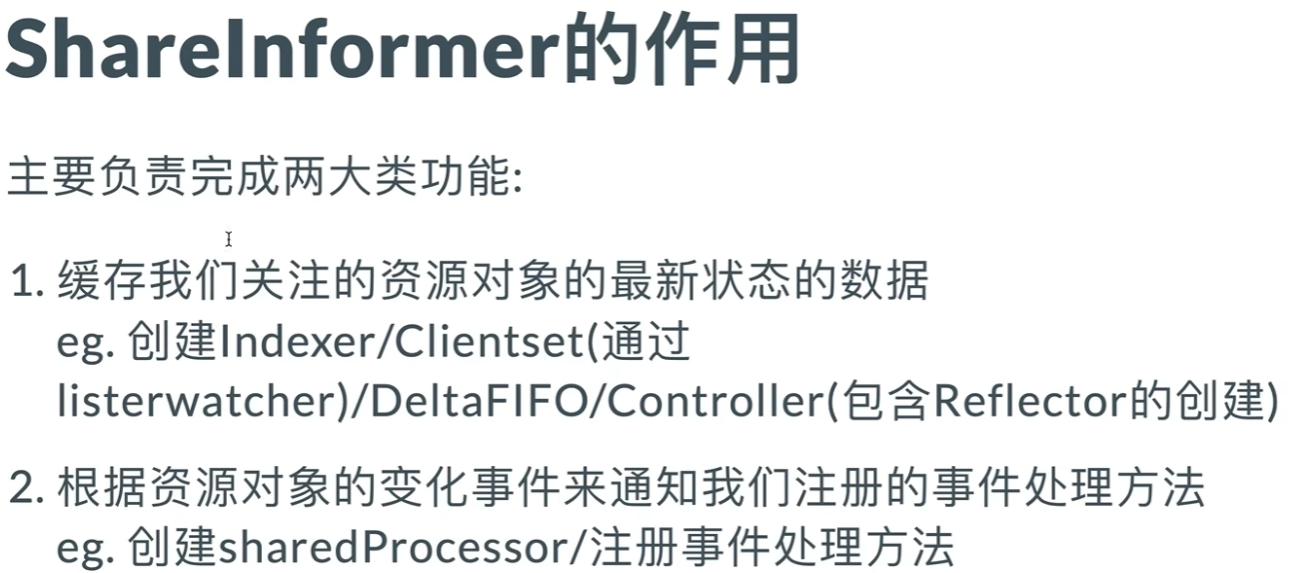 ShareInformer的作用
主要负责完成两大类功能:
1. 缓存我们关注的资源对象的最新状态的数据
eg. 创建Indexer/Clientset(通过
listerwatcher)/DeltaFIFO/Controller(包含Reflector的创建)
2. 根据资源对象的变化事件来通知我们注册的事件处理方法
eg. 创建sharedProcessor/注册事件处理方法